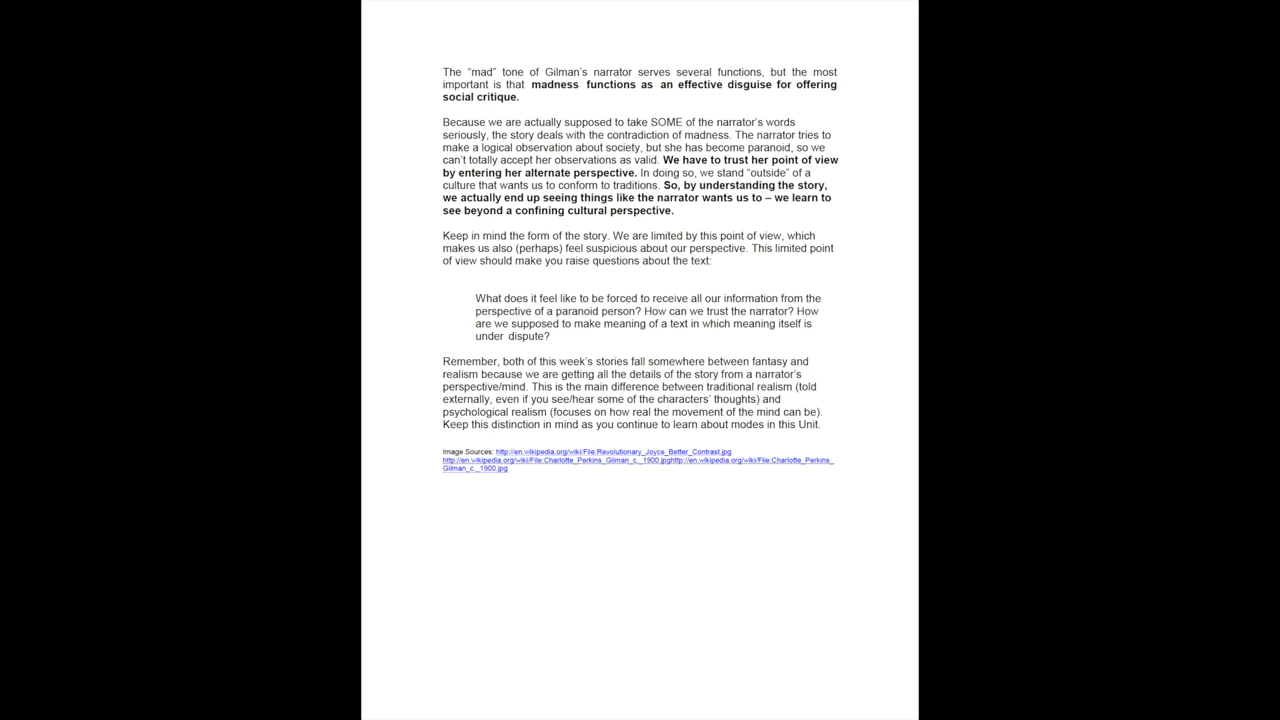 The “mad” tone of Gilman’s narrator serves several functions, but the most
important is that madness functions as an effective disguise for offering
social critique.
Because we are actually supposed to take SOME of the narrator’s words
seriously, the story deals with the contradiction of madness. The narrator tries to
make a logical observation about society, but she has become paranoid, so we
can’t totally accept her observations as valid. We have to trust her point of view
by entering her alternate perspective. In doing so, we stand “outside” of a
culture that wants us to conform to traditions. So, by understanding the story,
we actually end up seeing things like the narrator wants us to – we learn to
see beyond a confining cultural perspective.
Keep in mind the form of the story. We are limited by this point of view, which
makes us also (perhaps) feel suspicious about our perspective. This limited point
of view should make you raise questions about the text:
What does it feel like to be forced to receive all our information from the
perspective of a paranoid person? How can we trust the narrator? How
are we supposed to make meaning of a text in which meaning itself is
under dispute?
Remember, both of this week’s stories fall somewhere between fantasy and
realism because we are getting all the details of the story from a narrator’s
perspective/mind. This is the main difference between traditional realism (told
externally, even if you see/hear some of the characters’ thoughts) and
psychological realism (focuses on how real the movement of the mind can be).
Keep this distinction in mind as you continue to learn about modes in this Unit.
Image Sources: http://en.wikipedia.org/wiki/File:Revolutionary_Joyce_Better_Contrast.jpg
http://en.wikipedia.org/wiki/File:Charlotte_Perkins_Gilman_c._1900.jpghttp://en.wikipedia.org/wiki/File:Charlotte_Perkins_
Gilman_c._1900.jpg